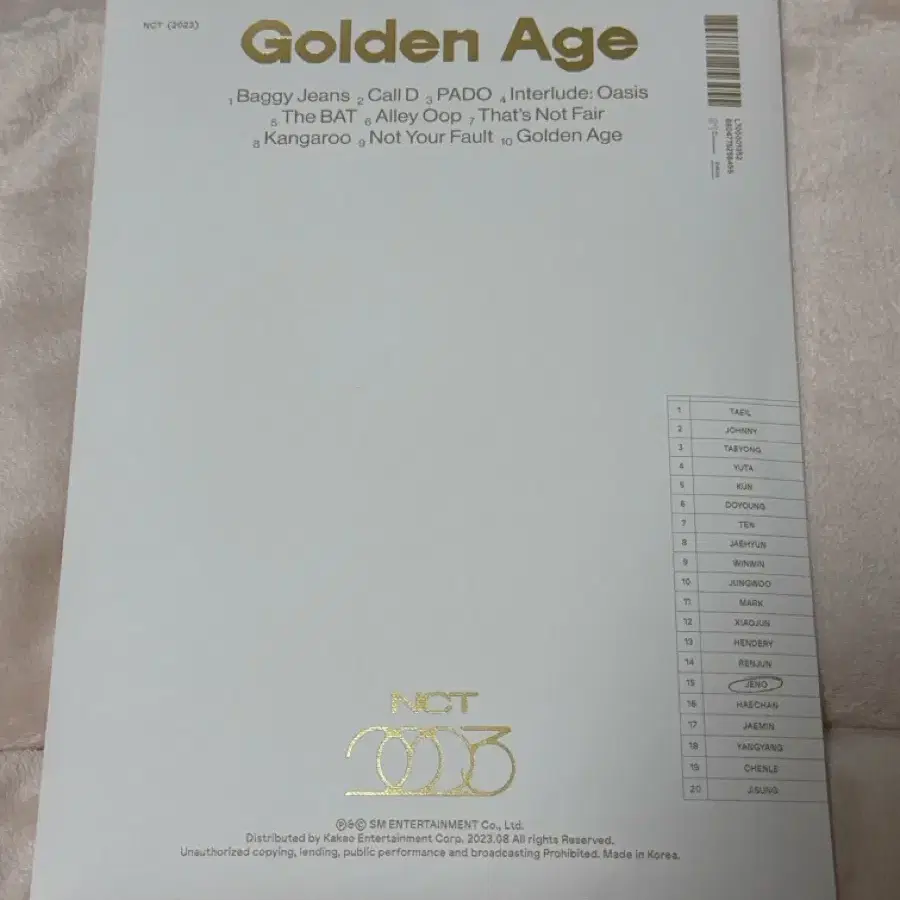 NCT (2023)
Golden Age
1 Baggy Jeans 2 Call D 3 PADO 4 Interlude: Oasis
5 The BAT 6 Alley Oop 7 That's Not Fair
8 Kangaroo 9 Not Your Fault 10 Golden Age
1 TAEIL
2 JOHNNY
3 TAEYONG
4 YUTA
5 KUN
6 DOYOUNG
7 TEN
8 JAEHYUN
9 WINWIN
10 JUNGWOO
11 MARK
12 XIAOJUN
13 HENDERY
14 RENJUN
15 JENO
16 HAECHAN
17 JAEMIN
18 YANGYANG
19 CHENLE
20 JISUNG
NCT
2023
℗&© SM ENTERTAINMENT Co., Ltd.
Distributed by Kakao Entertainment Corp. 2023.08 All rights Reserved.
Unauthorized copying, lending, public performance and broadcasting Prohibited. Made in Korea.